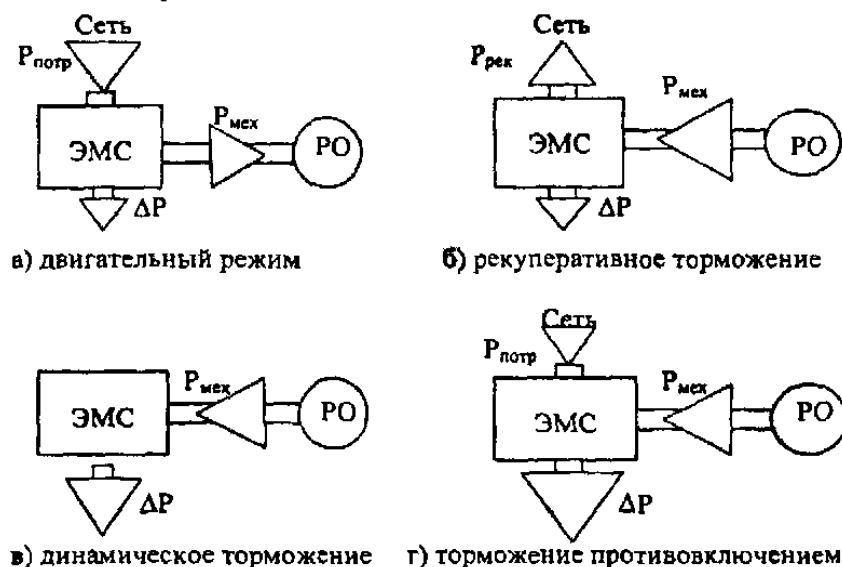 Сеть
Сеть
Pпотр
Pрек
Pмех
Pмех
ЭМС
РО
ЭМС
РО
ΔP
ΔP
а) двигательный режим
б) рекуперативное торможение
Сеть
Pпотр
Pмех
Pмех
ЭМС
РО
ЭМС
РО
ΔP
ΔP
в) динамическое торможение
г) торможение противовключением